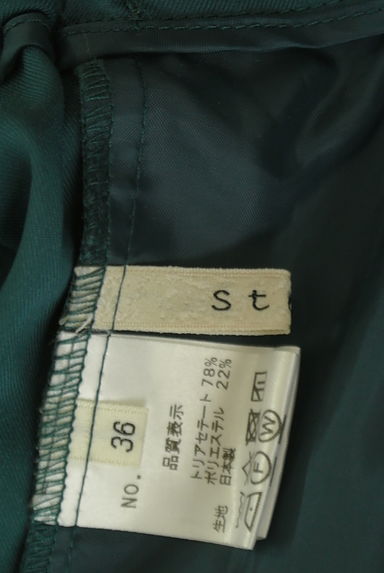 St
NO. 36
品質表示
トリアセテート 78%
ポリエステル 22%
日本製
生地
W
F